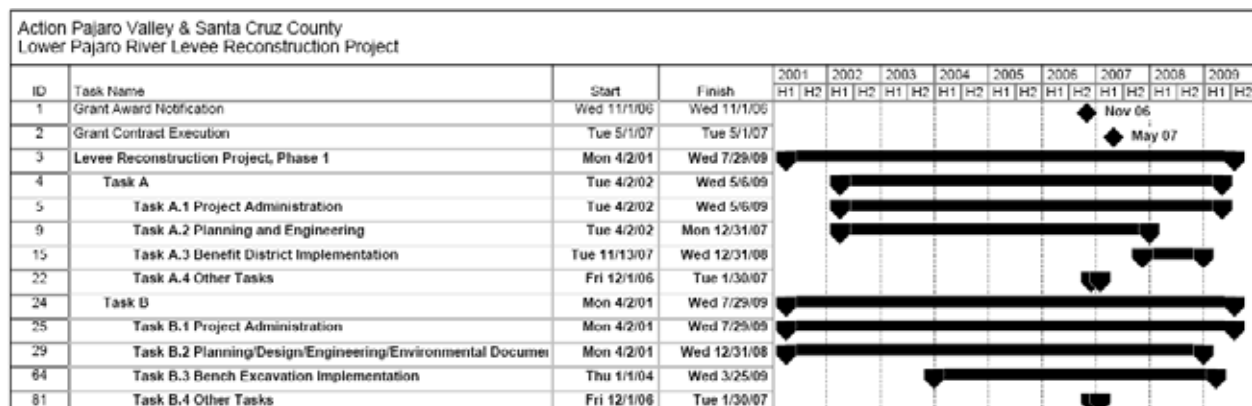 Action Pajaro Valley & Santa Cruz County
Lower Pajaro River Levee Reconstruction Project
2001 2002 2003 2004 2005 2006 2007 2008 2009
ID Task Name Start Finish H1 H2 H1 H2 H1 H2 H1 H2 H1 H2 H1 H2 H1 H2 H1 H2 H1 H2
1 Grant Award Notification Wed 11/1/06 Wed 11/1/06 Nov 06
2 Grant Contract Execution Tue 5/1/07 Tue 5/1/07 May 07
3 Levee Reconstruction Project, Phase 1 Mon 4/2/01 Wed 7/29/09
4 Task A Tue 4/2/02 Wed 5/6/09
5 Task A.1 Project Administration Tue 4/2/02 Wed 5/6/09
9 Task A.2 Planning and Engineering Tue 4/2/02 Mon 12/31/07
15 Task A.3 Benefit District Implementation Tue 11/13/07 Wed 12/31/08
22 Task A.4 Other Tasks Fri 12/1/06 Tue 1/30/07
24 Task B Mon 4/2/01 Wed 7/29/09
25 Task B.1 Project Administration Mon 4/2/01 Wed 7/29/09
29 Task B.2 Planning/Design/Engineering/Environmental Documen Mon 4/2/01 Wed 12/31/08
64 Task B.3 Bench Excavation Implementation Thu 1/1/04 Wed 3/25/09
81 Task B.4 Other Tasks Fri 12/1/06 Tue 1/30/07